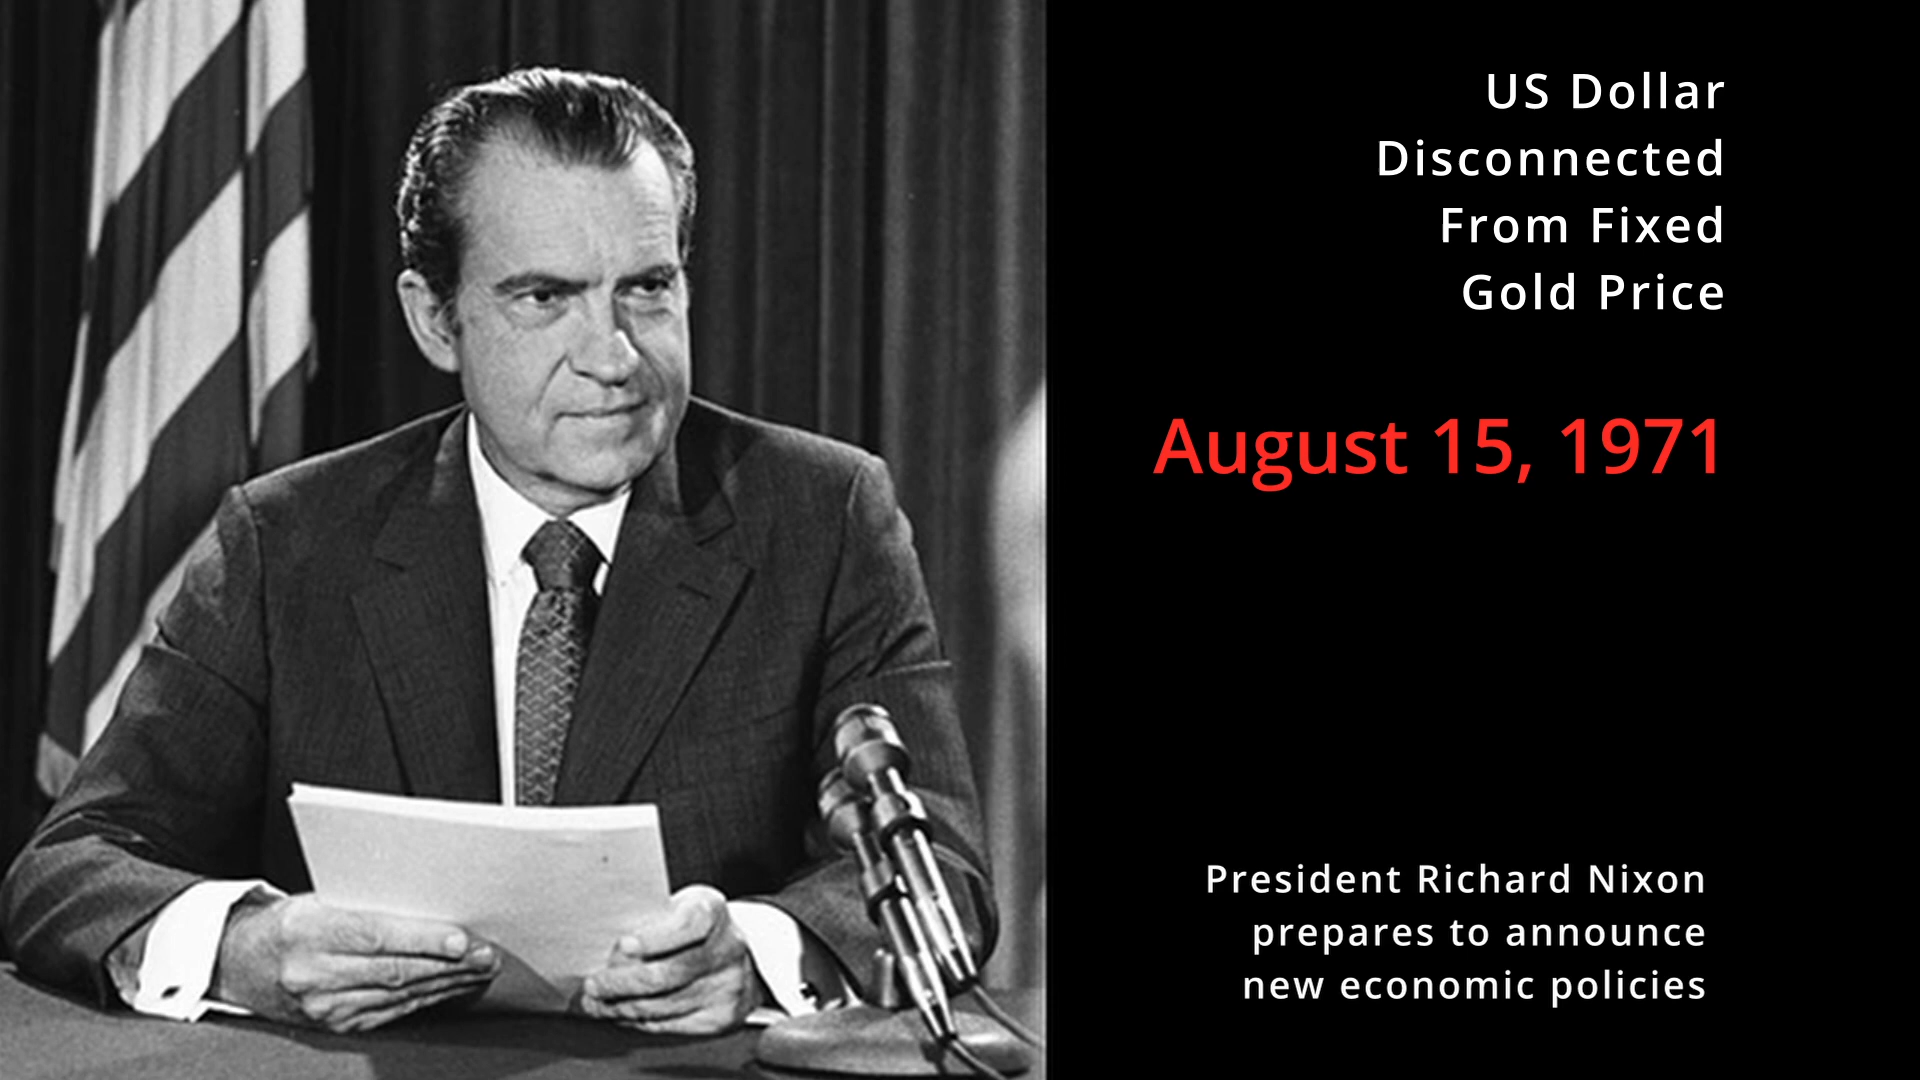 US Dollar
Disconnected
From Fixed
Gold Price
August 15, 1971
President Richard Nixon
prepares to announce
new economic policies